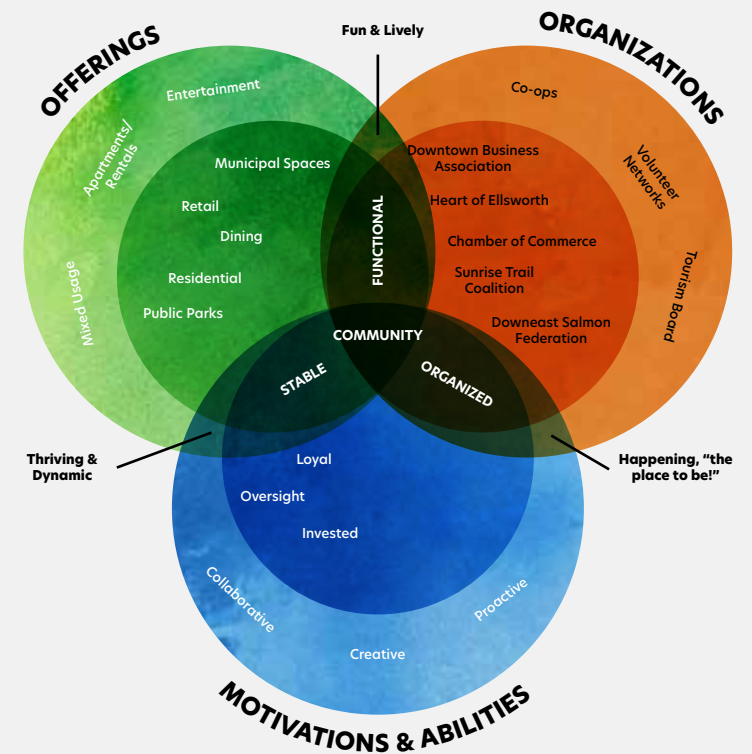 OFFERINGS
ORGANIZATIONS
Fun & Lively
Entertainment
Apartments/
Rentals
Mixed Usage
Municipal Spaces
Retail
Dining
Residential
Public Parks
FUNCTIONAL
Co-ops
Volunteer
Networks
Tourism Board
Downtown Business
Association
Heart of Ellsworth
Chamber of Commerce
Sunrise Trail
Coalition
Downeast Salmon
Federation
COMMUNITY
STABLE
ORGANIZED
Thriving &
Dynamic
Happening, “the
place to be!”
Loyal
Oversight
Invested
Collaborative
Creative
Proactive
MOTIVATIONS & ABILITIES